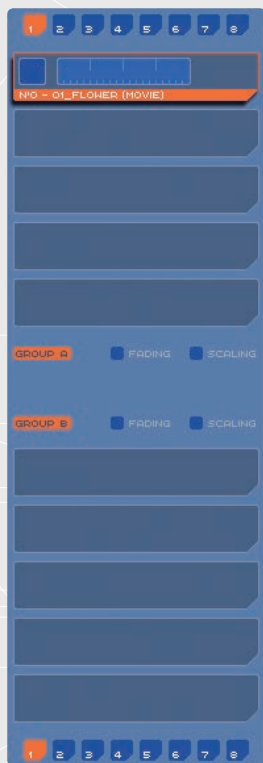 1 2 3 4 5 6 7 8
N°0 - 01_FLOWER (MOVIE)
GROUP A FADING SCALING
GROUP B FADING SCALING
1 2 3 4 5 6 7 8